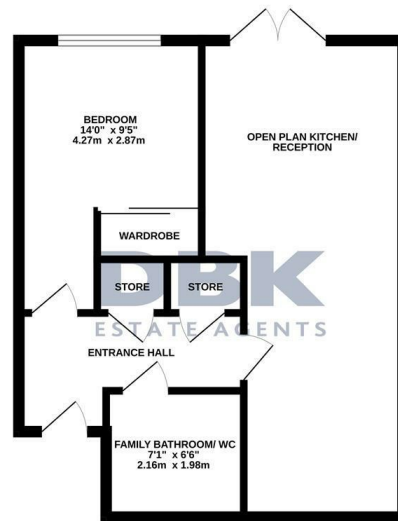 BEDROOM
14'0" x 9'5"
4.27m x 2.87m
OPEN PLAN KITCHEN/
RECEPTION
WARDROBE
DBK
STORE
STORE
ESTATE AGENTS
ENTRANCE HALL
FAMILY BATHROOM/ WC
7'1" x 6'6"
2.16m x 1.98m